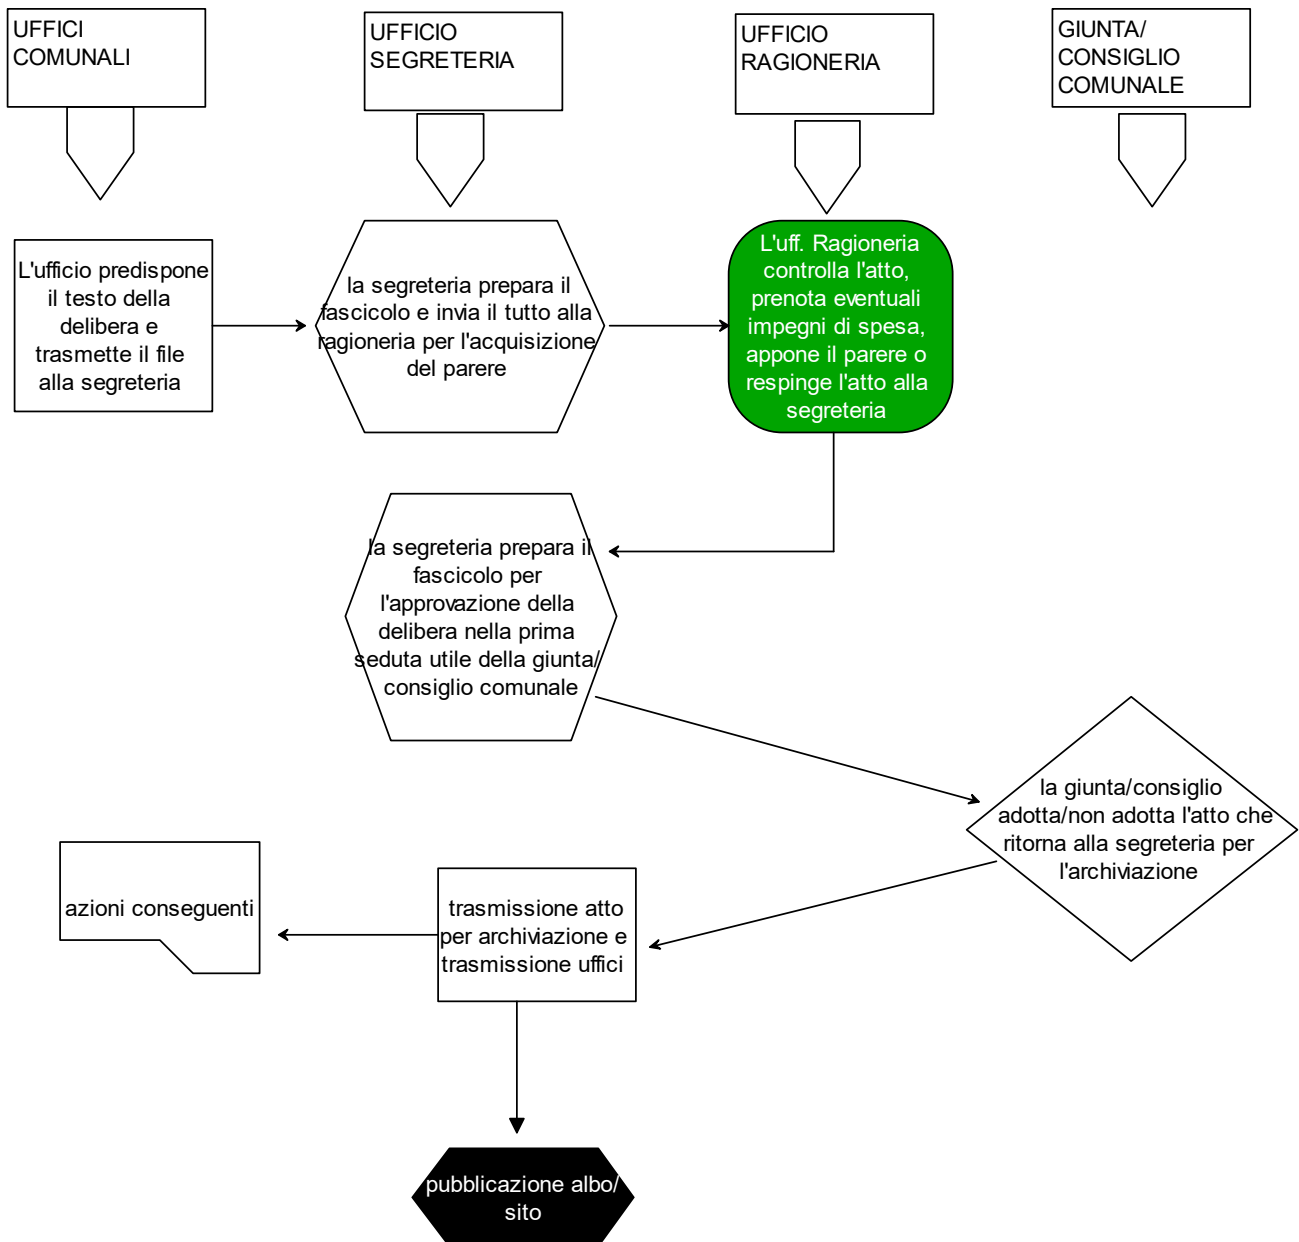 UFFICI
COMUNALI
UFFICIO
SEGRETERIA
UFFICIO
RAGIONERIA
GIUNTA/
CONSIGLIO
COMUNALE
L'ufficio predispone
il testo della
delibera e
trasmette il file
alla segreteria
la segreteria prepara il
fascicolo e invia il tutto alla
ragioneria per l'acquisizione
del parere
L'uff. Ragioneria
controlla l'atto,
prenota eventuali
impegni di spesa,
appone il parere o
respinge l'atto alla
segreteria
la segreteria prepara il
fascicolo per
l'approvazione della
delibera nella prima
seduta utile della giunta/
consiglio comunale
la giunta/consiglio
adotta/non adotta l'atto che
ritorna alla segreteria per
l'archiviazione
azioni conseguenti
trasmissione atto
per archiviazione e
trasmissione uffici
pubblicazione albo/
sito